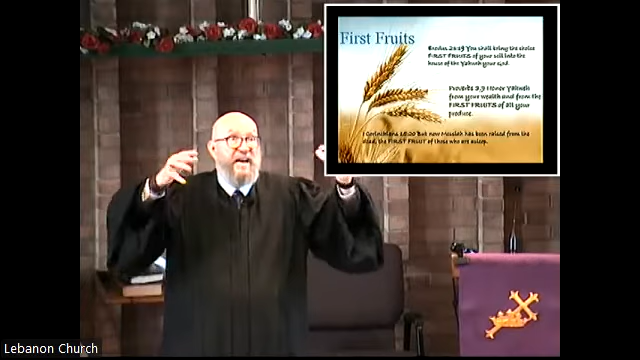 First Fruits
Exodus 23:19 You shall bring the choice
FIRST FRUITS of your soil into the
house of the Yahweh your God.
Proverbs 3,9 Honor Yahweh
from your wealth and from the
FIRST FRUITS of all your
produce.
1 Corinthians 15:20 But now Messiah has been raised from the
dead, the FIRST FRUIT of those who are asleep.
Lebanon Church